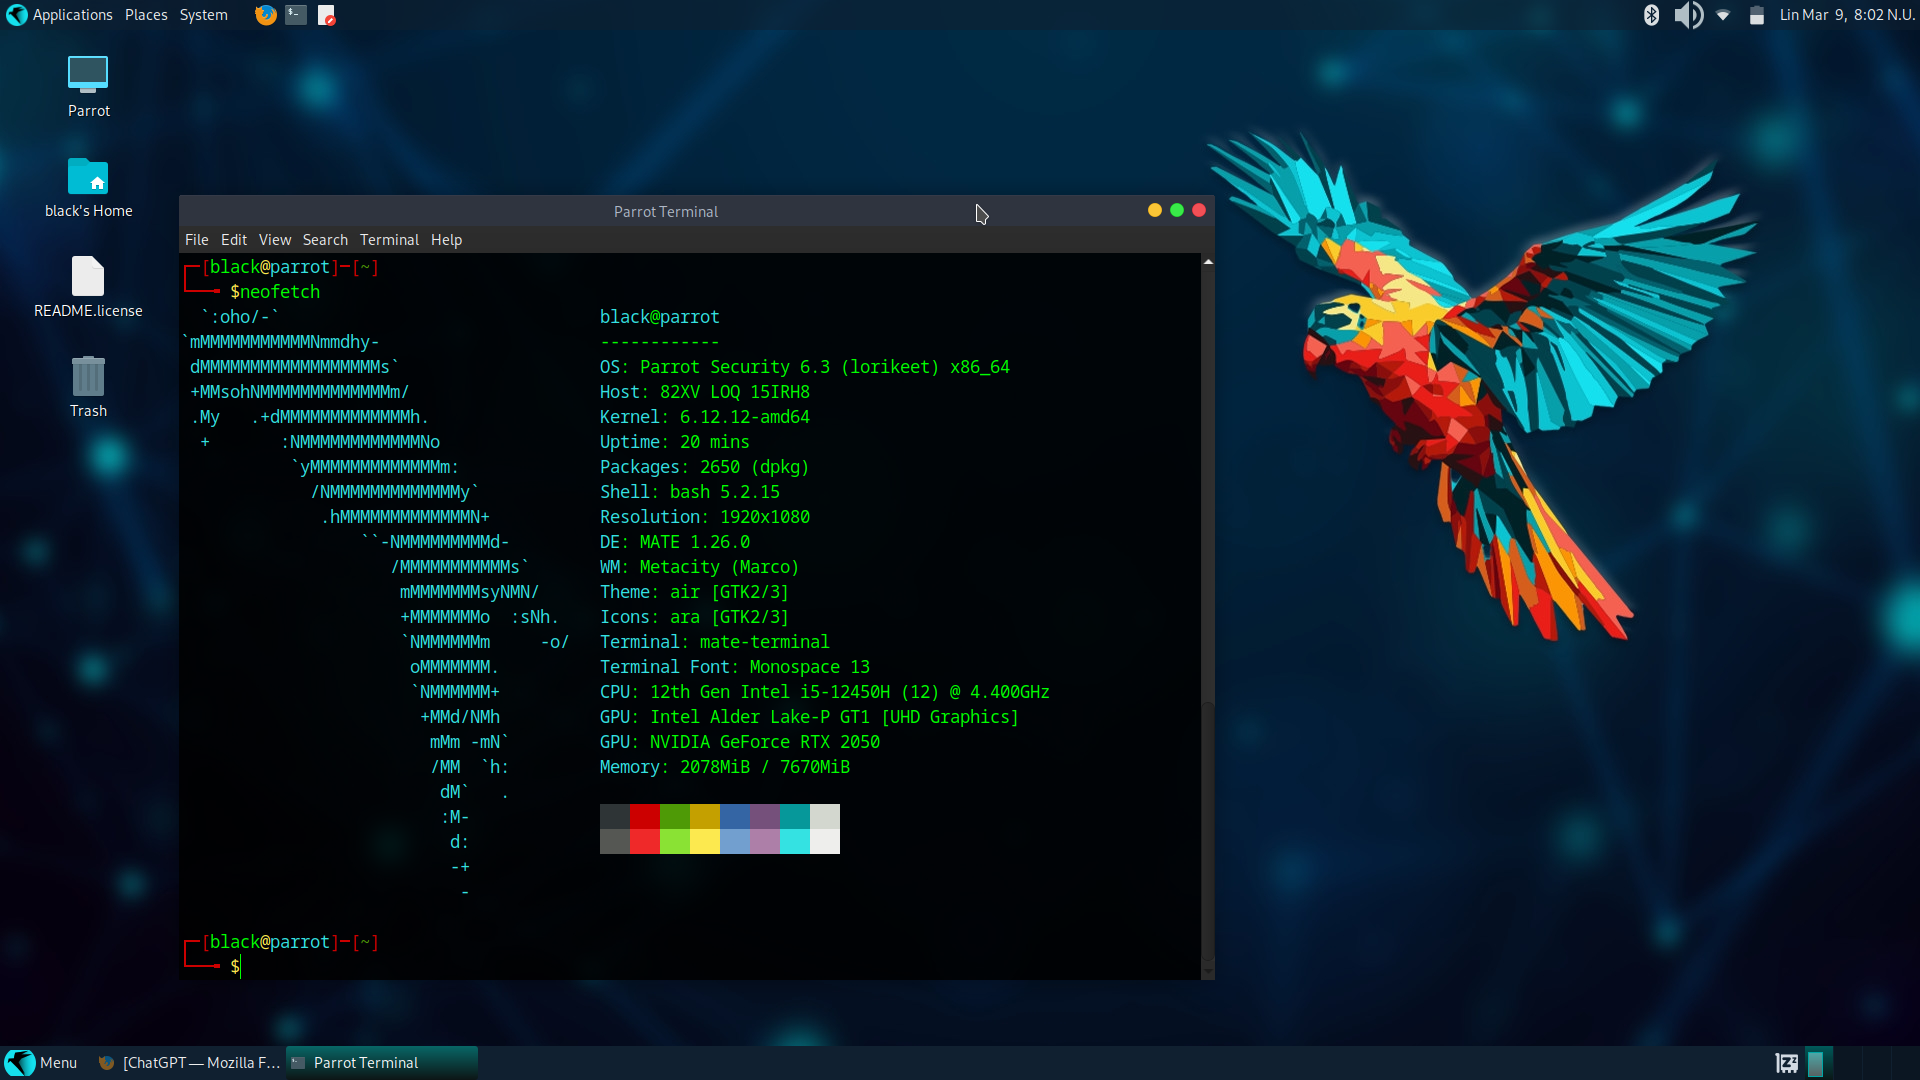 Applications Places System
Lin Mar 9, 8:02 N.U.
Parrot
black's Home
README.license
Trash
Parrot Terminal
File Edit View Search Terminal Help
┌─[black@parrot]─[~]
└──╼ $neofetch
  `:oho/-`                                black@parrot
`mMMMMMMMMMMMNmmdhy-                      ------------
 dMMMMMMMMMMMMMMMMMMs`                    OS: Parrot Security 6.3 (lorikeet) x86_64
 +MMsohNMMMMMMMMMMMMMm/                   Host: 82XV LOQ 15IRH8
 .My   .+dMMMMMMMMMMMMMh.                 Kernel: 6.12.12-amd64
  +       :NMMMMMMMMMMMMNo                Uptime: 20 mins
           `yMMMMMMMMMMMMMm:              Packages: 2650 (dpkg)
             /NMMMMMMMMMMMMMy`            Shell: bash 5.2.15
              .hMMMMMMMMMMMMMN+           Resolution: 1920x1080
                  ``-NMMMMMMMMMd-         DE: MATE 1.26.0
                     /MMMMMMMMMMMs`       WM: Metacity (Marco)
                      mMMMMMMMsyNMN/      Theme: air [GTK2/3]
                      +MMMMMMMo  :sNh.    Icons: ara [GTK2/3]
                      `NMMMMMMm     -o/   Terminal: mate-terminal
                       oMMMMMMM.          Terminal Font: Monospace 13
                       `NMMMMMM+          CPU: 12th Gen Intel i5-12450H (12) @ 4.400GHz
                        +MMd/NMh          GPU: Intel Alder Lake-P GT1 [UHD Graphics]
                         mMm -mN`         GPU: NVIDIA GeForce RTX 2050
                         /MM  `h:         Memory: 2078MiB / 7670MiB
                          dM`   .
                          :M-
                           d:
                           -+
                            -
┌─[black@parrot]─[~]
└──╼ $
Menu [ChatGPT — Mozilla F... Parrot Terminal